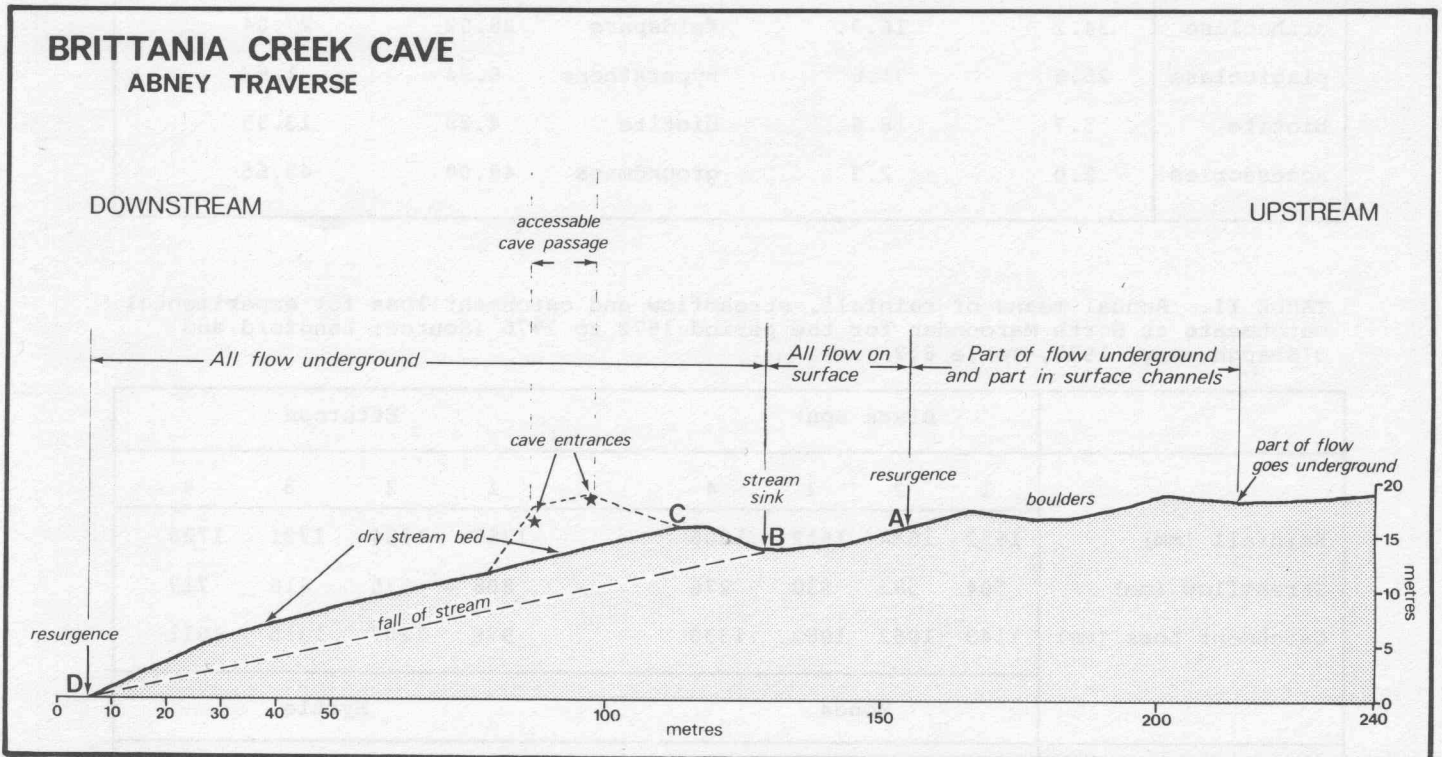 BRITTANIA CREEK CAVE
ABNEY TRAVERSE
DOWNSTREAM
UPSTREAM
accessable
cave passage
All flow underground
All flow on
surface
Part of flow underground
and part in surface channels
cave entrances
part of flow
goes underground
stream
sink
resurgence
boulders
A
C
B
dry stream bed
fall of stream
resurgence
D
20
15
10
5
0
metres
0
10
20
30
40
50
100
150
200
240
metres